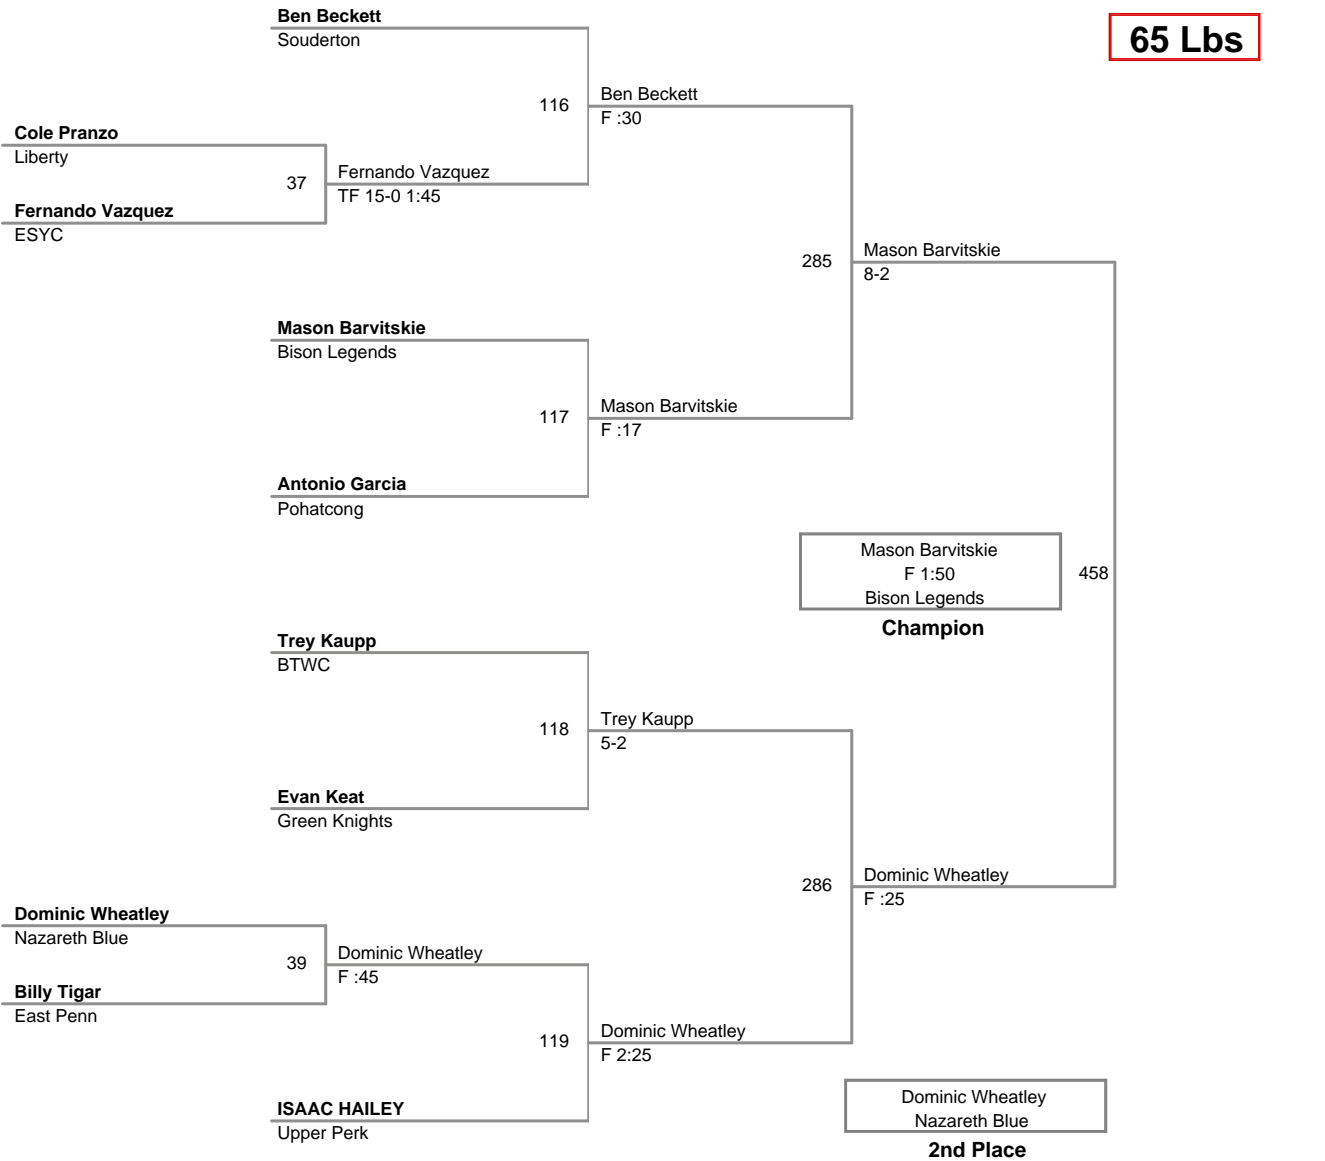 Ben Beckett
Souderton
65 Lbs
116
Ben Beckett
F :30
Cole Pranzo
Liberty
37
Fernando Vazquez
TF 15-0 1:45
Fernando Vazquez
ESYC
285
Mason Barvitskie
8-2
Mason Barvitskie
Bison Legends
117
Mason Barvitskie
F :17
Antonio Garcia
Pohatcong
Mason Barvitskie
F 1:50
Bison Legends
458
Champion
Trey Kaupp
BTWC
118
Trey Kaupp
5-2
Evan Keat
Green Knights
286
Dominic Wheatley
F :25
Dominic Wheatley
Nazareth Blue
39
Dominic Wheatley
F :45
Billy Tigar
East Penn
119
Dominic Wheatley
F 2:25
ISAAC HAILEY
Upper Perk
Dominic Wheatley
Nazareth Blue
2nd Place